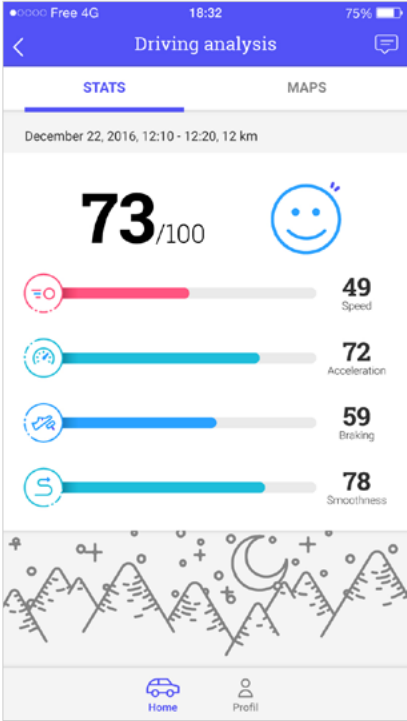 Free 4G 18:32 75%
Driving analysis
STATS MAPS
December 22, 2016, 12:10 - 12:20, 12 km
73/100
49
Speed
72
Acceleration
59
Braking
78
Smoothness
Home Profil